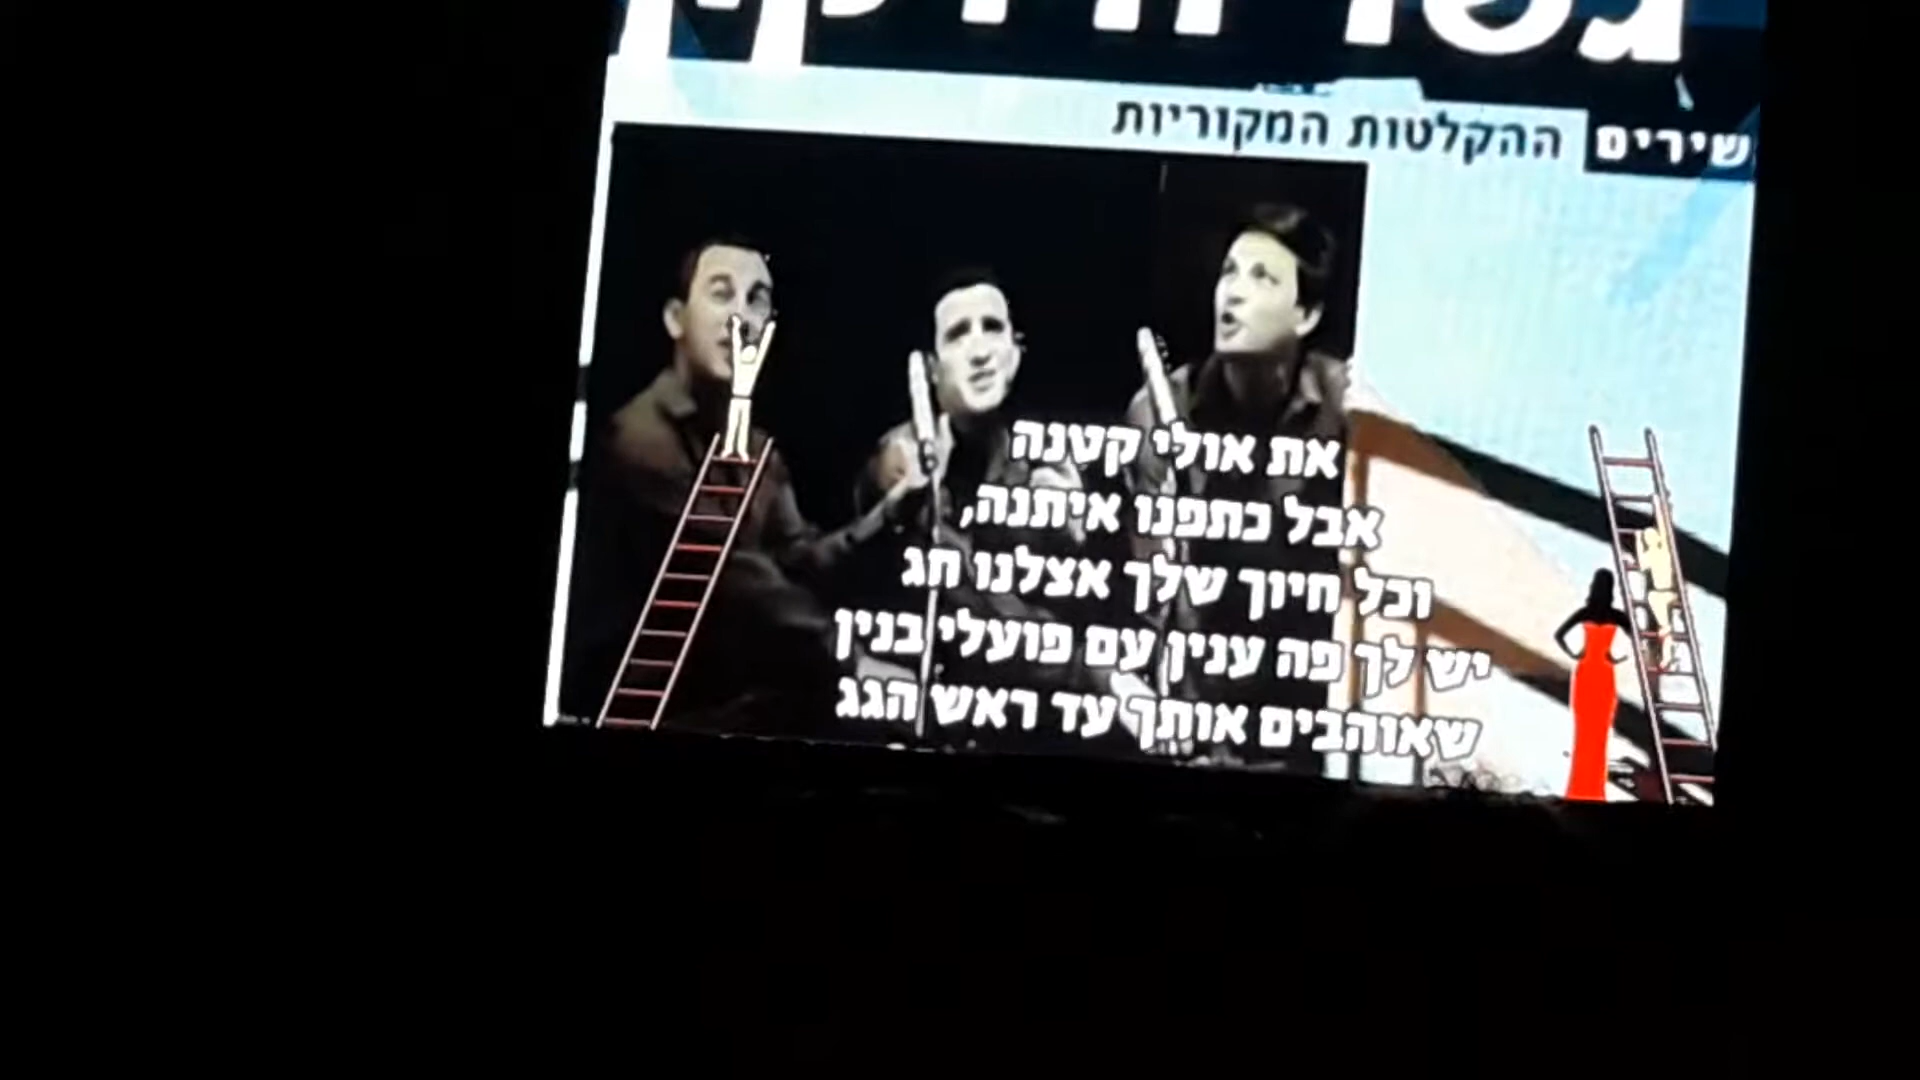 שירים ההקלטות המקוריות
את אולי קטנה
אבל כתפנו איתנה,
וכל חיוך שלך אצלנו חג
יש לך פה ענין עם פועלי בנין
שאוהבים אותך עד ראש הגג